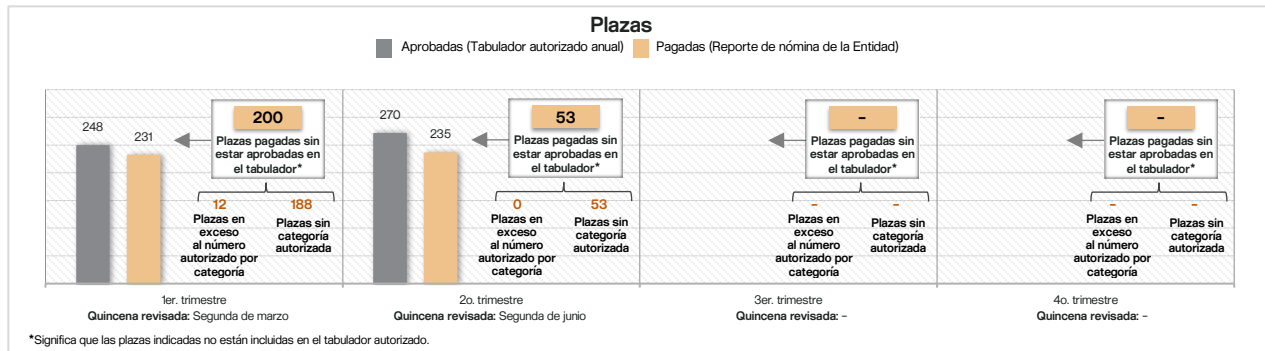 Plazas
Aprobadas (Tabulador autorizado anual)
Pagadas (Reporte de nómina de la Entidad)
248
231
200
Plazas pagadas sin
estar aprobadas en
el tabulador*
12
188
Plazas en
exceso
al número
autorizado por
categoría
Plazas sin
categoría
autorizada
1er. trimestre
Quincena revisada: Segunda de marzo
270
235
53
Plazas pagadas sin
estar aprobadas en
el tabulador*
0
53
Plazas en
exceso
al número
autorizado por
categoría
Plazas sin
categoría
autorizada
2o. trimestre
Quincena revisada: Segunda de junio
-
Plazas pagadas sin
estar aprobadas en
el tabulador*
-
-
Plazas en
exceso
al número
autorizado por
categoría
Plazas sin
categoría
autorizada
3er. trimestre
Quincena revisada: -
-
Plazas pagadas sin
estar aprobadas en
el tabulador*
-
-
Plazas en
exceso
al número
autorizado por
categoría
Plazas sin
categoría
autorizada
4o. trimestre
Quincena revisada: -
*Significa que las plazas indicadas no están incluidas en el tabulador autorizado.